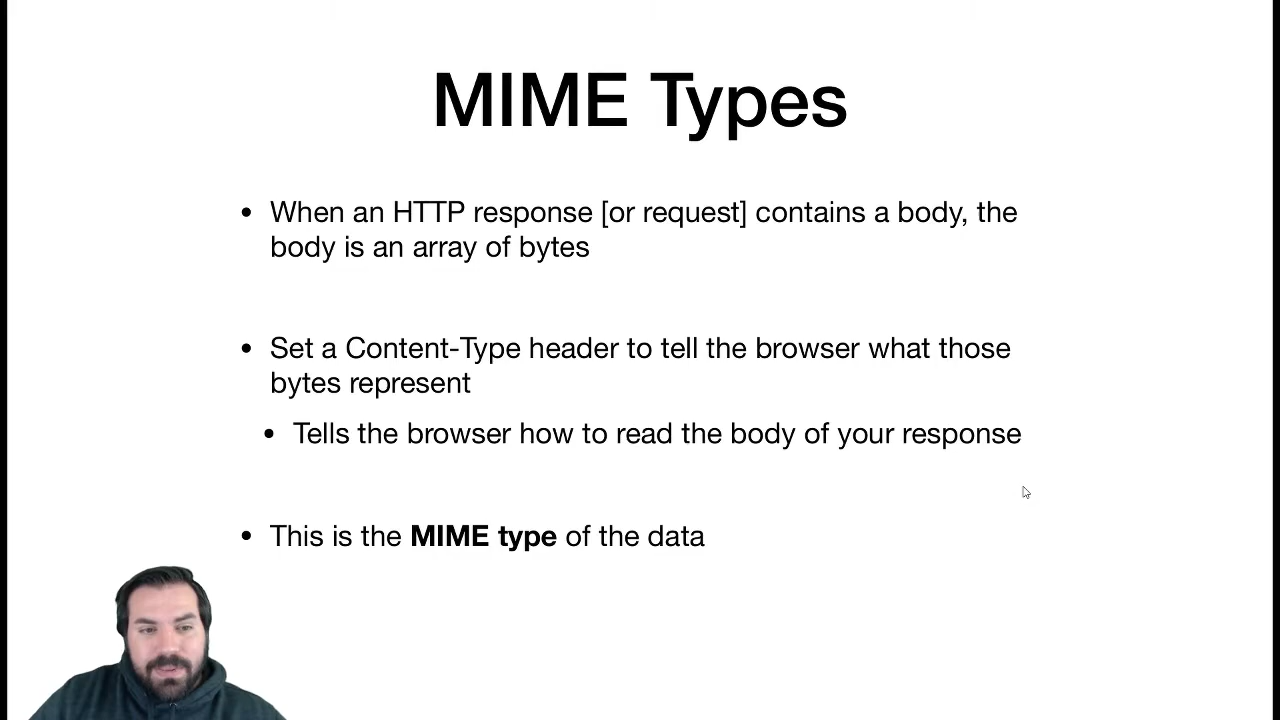 MIME Types
• When an HTTP response [or request] contains a body, the
body is an array of bytes
• Set a Content-Type header to tell the browser what those
bytes represent
• Tells the browser how to read the body of your response
• This is the MIME type of the data